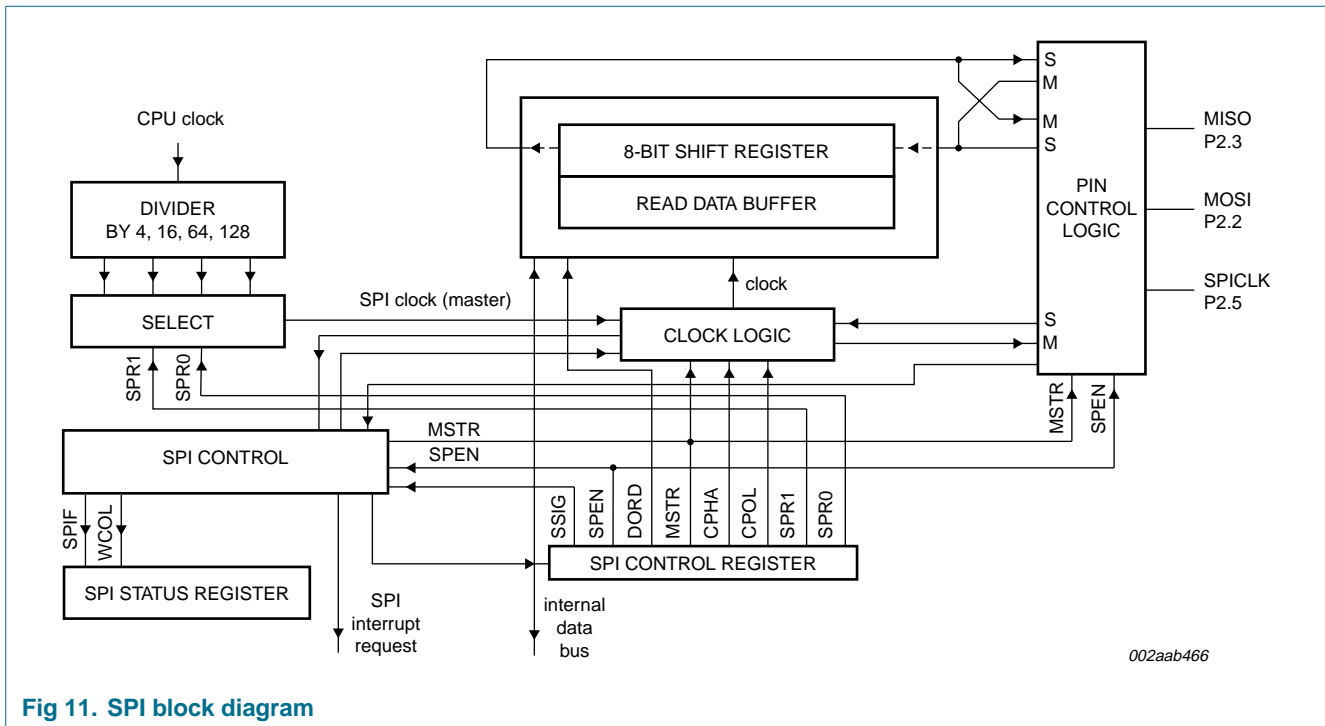 S
M
CPU clock
8-BIT SHIFT REGISTER
M
S
MISO
P2.3
DIVIDER
BY 4, 16, 64, 128
READ DATA BUFFER
PIN
CONTROL
LOGIC
MOSI
P2.2
SPI clock (master)
clock
SPICLK
P2.5
SELECT
CLOCK LOGIC
S
M
SPR1
SPR0
MSTR
SPEN
SPI CONTROL
MSTR
SPEN
SPIF
WCOL
SSIG
SPEN
DORD
MSTR
CPHA
CPOL
SPR1
SPR0
SPI CONTROL REGISTER
SPI STATUS REGISTER
SPI
interrupt
request
internal
data
bus
002aab466
Fig 11. SPI block diagram